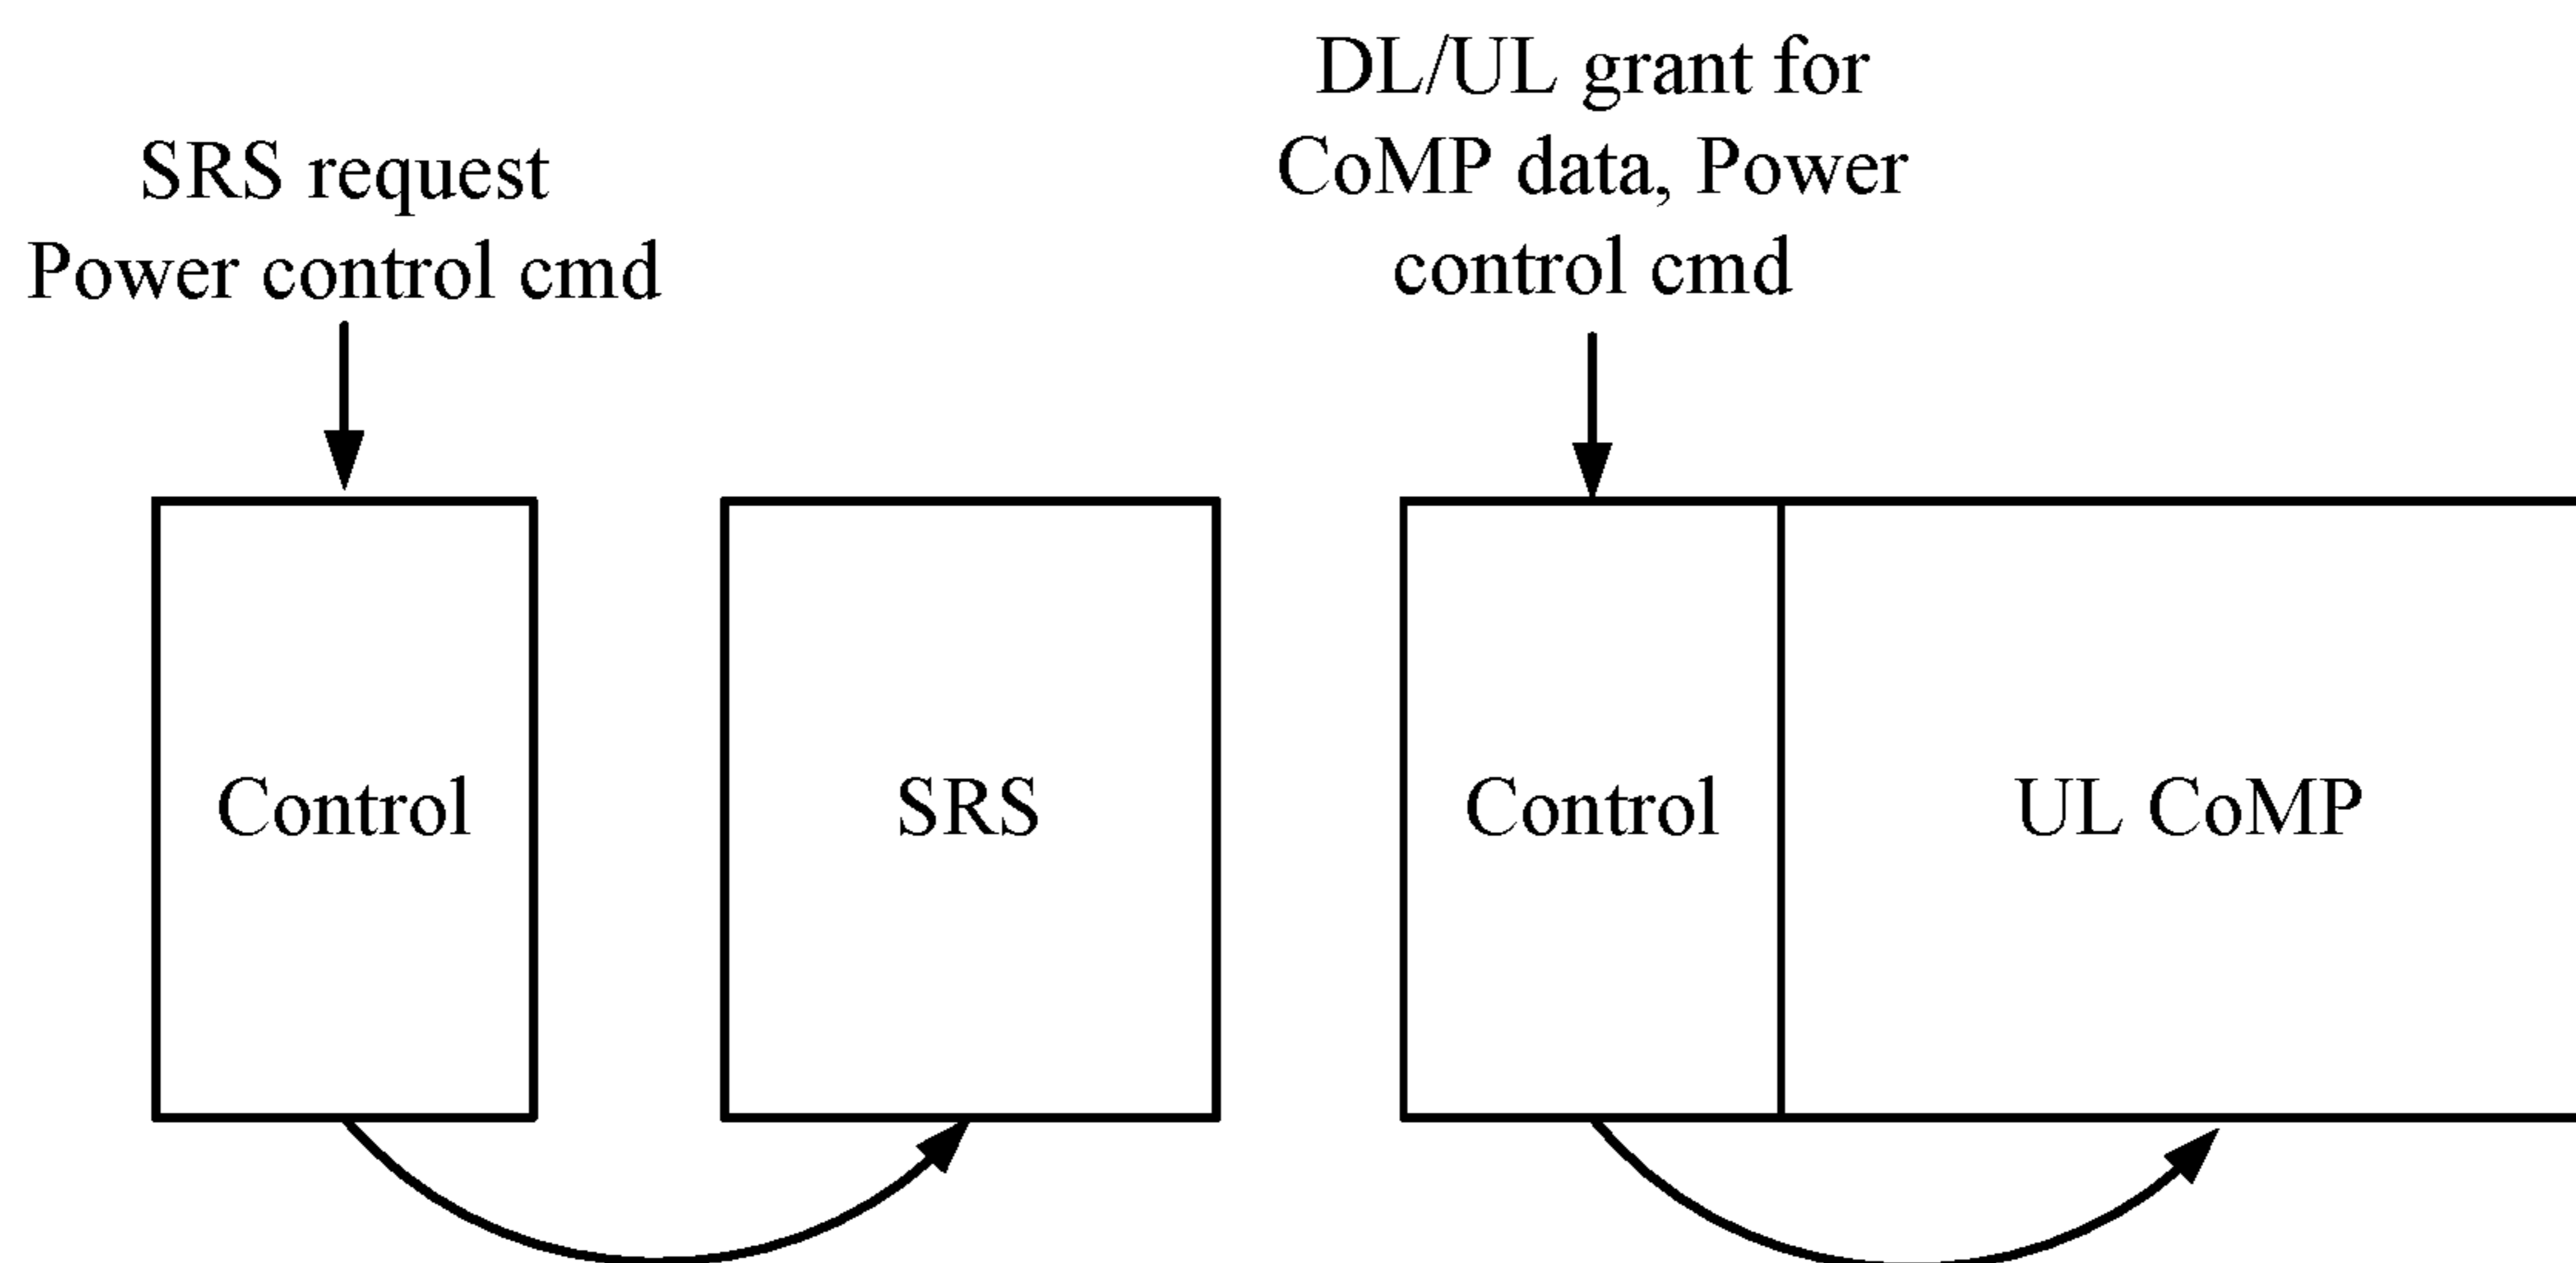 SRS request
Power control cmd
DL/UL grant for
CoMP data, Power
control cmd
Control
SRS
Control
UL CoMP